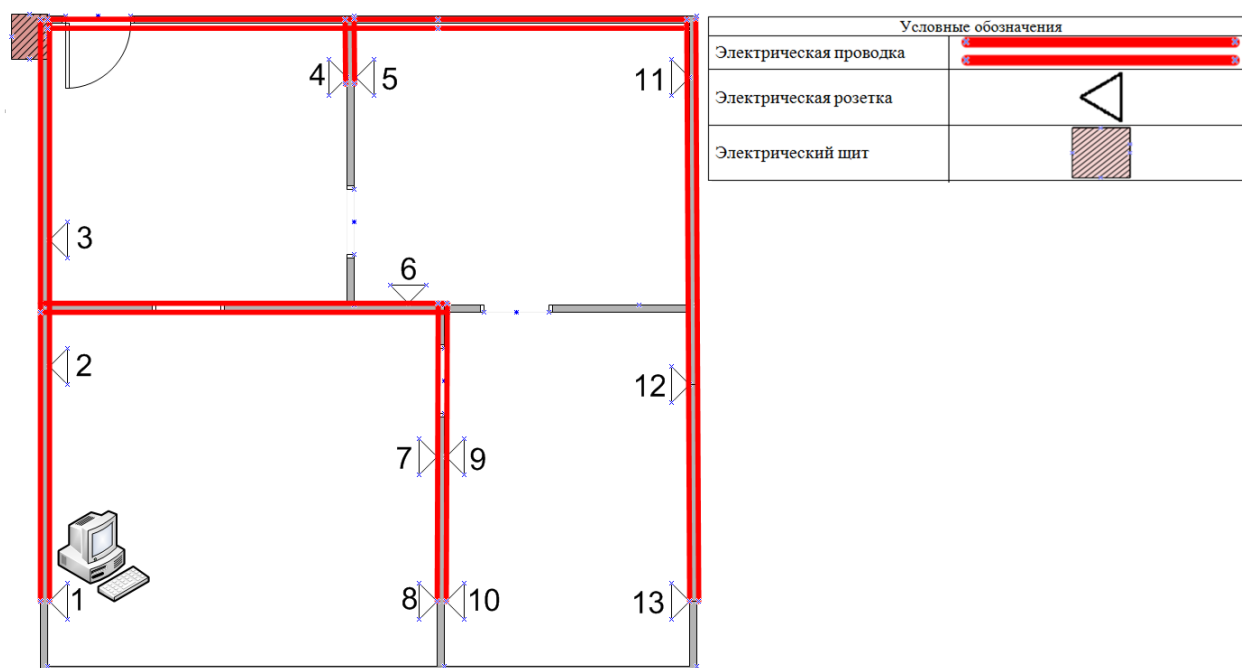 Условные обозначения
Электрическая проводка
Электрическая розетка
Электрический щит
4 5 11
3
6
2 12
7 9
1 8 10 13